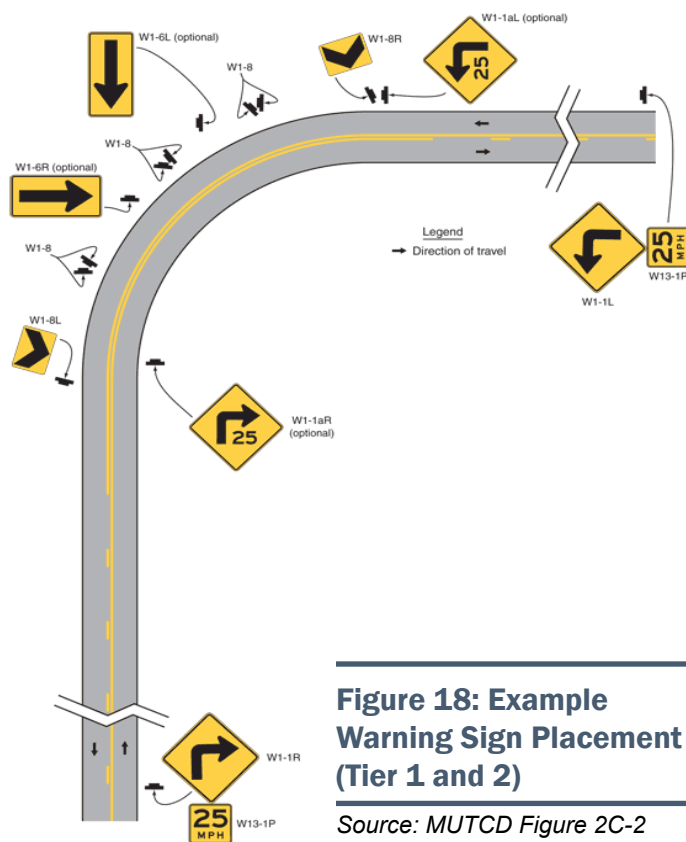 W1-6L (optional)
W1-8
W1-8R
W1-1aL (optional)
25
W1-8
W1-6R (optional)
W1-8
Legend
Direction of travel
25
MPH
W13-1P
W1-1L
W1-8L
25
W1-1aR
(optional)
W1-1R
25
MPH
W13-1P
Figure 18: Example
Warning Sign Placement
(Tier 1 and 2)
Source: MUTCD Figure 2C-2